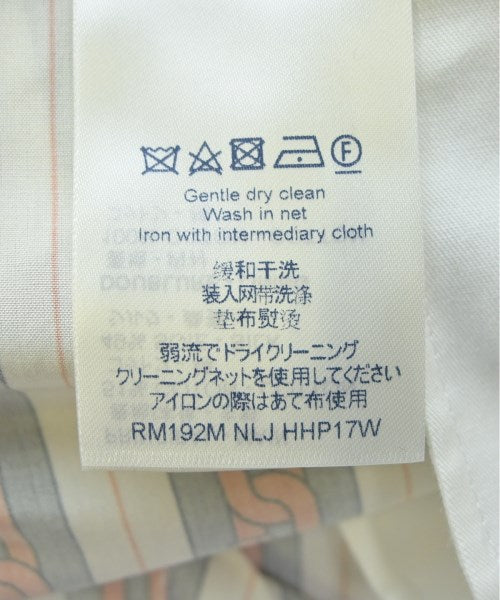 F
Gentle dry clean
Wash in net
Iron with intermediary cloth
缓和干洗
装入网带洗涤
垫布熨烫
弱流でドライクリーニング
クリーニングネットを使用してください
アイロンの際はあて布使用
RM192M NLJ HHP17W